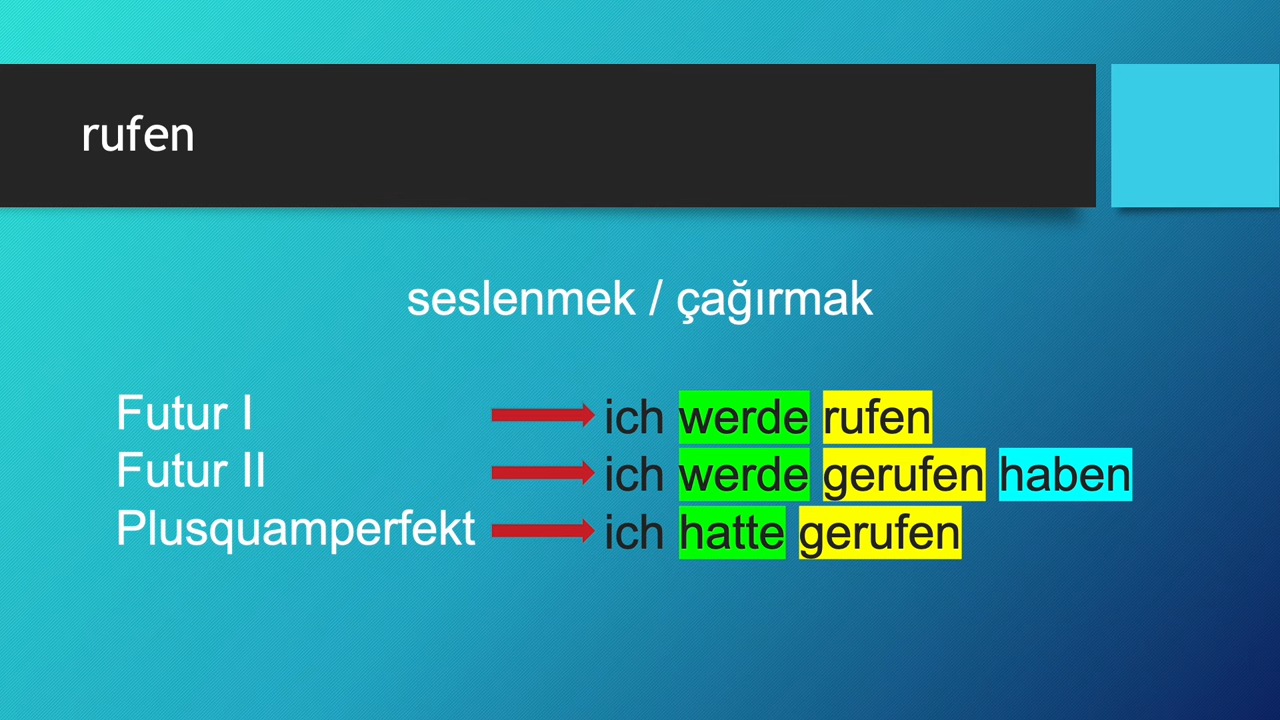 rufen
seslenmek / çağırmak
Futur I ich werde rufen
Futur II ich werde gerufen haben
Plusquamperfekt ich hatte gerufen